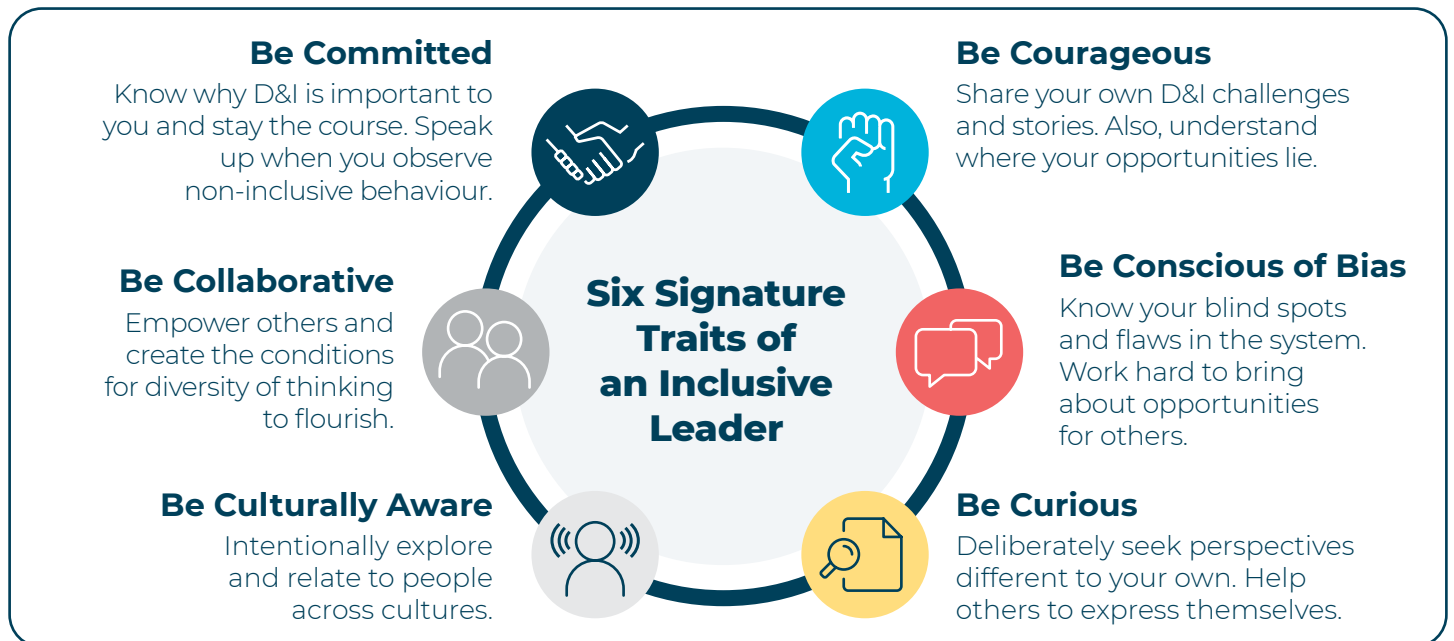 Be Committed
Know why D&I is important to
you and stay the course. Speak
up when you observe
non-inclusive behaviour.
Be Courageous
Share your own D&I challenges
and stories. Also, understand
where your opportunities lie.
Be Collaborative
Empower others and
create the conditions
for diversity of thinking
to flourish.
Six Signature
Traits of
an Inclusive
Leader
Be Conscious of Bias
Know your blind spots
and flaws in the system.
Work hard to bring
about opportunities
for others.
Be Culturally Aware
Intentionally explore
and relate to people
across cultures.
Be Curious
Deliberately seek perspectives
different to your own. Help
others to express themselves.